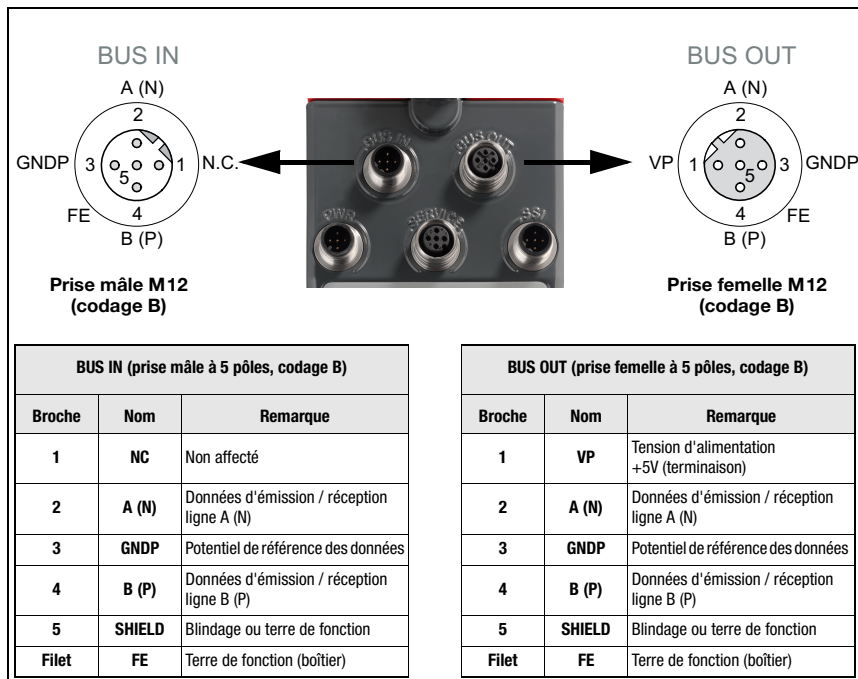 BUS IN
A (N)
2
GNDP 3 5 1 N.C.
FE 4
B (P)
Prise mâle M12
(codage B)
BUS IN
BUS OUT
PWR
SERVICE
SSI
BUS OUT
A (N)
2
VP 1 5 3 GNDP
4 FE
B (P)
Prise femelle M12
(codage B)
BUS IN (prise mâle à 5 pôles, codage B)
Broche Nom Remarque
1 NC Non affecté
2 A (N) Données d'émission / réception
ligne A (N)
3 GNDP Potentiel de référence des données
4 B (P) Données d'émission / réception
ligne B (P)
5 SHIELD Blindage ou terre de fonction
Filet FE Terre de fonction (boîtier)
BUS OUT (prise femelle à 5 pôles, codage B)
Broche Nom Remarque
1 VP Tension d'alimentation
+5V (terminaison)
2 A (N) Données d'émission / réception
ligne A (N)
3 GNDP Potentiel de référence des données
4 B (P) Données d'émission / réception
ligne B (P)
5 SHIELD Blindage ou terre de fonction
Filet FE Terre de fonction (boîtier)